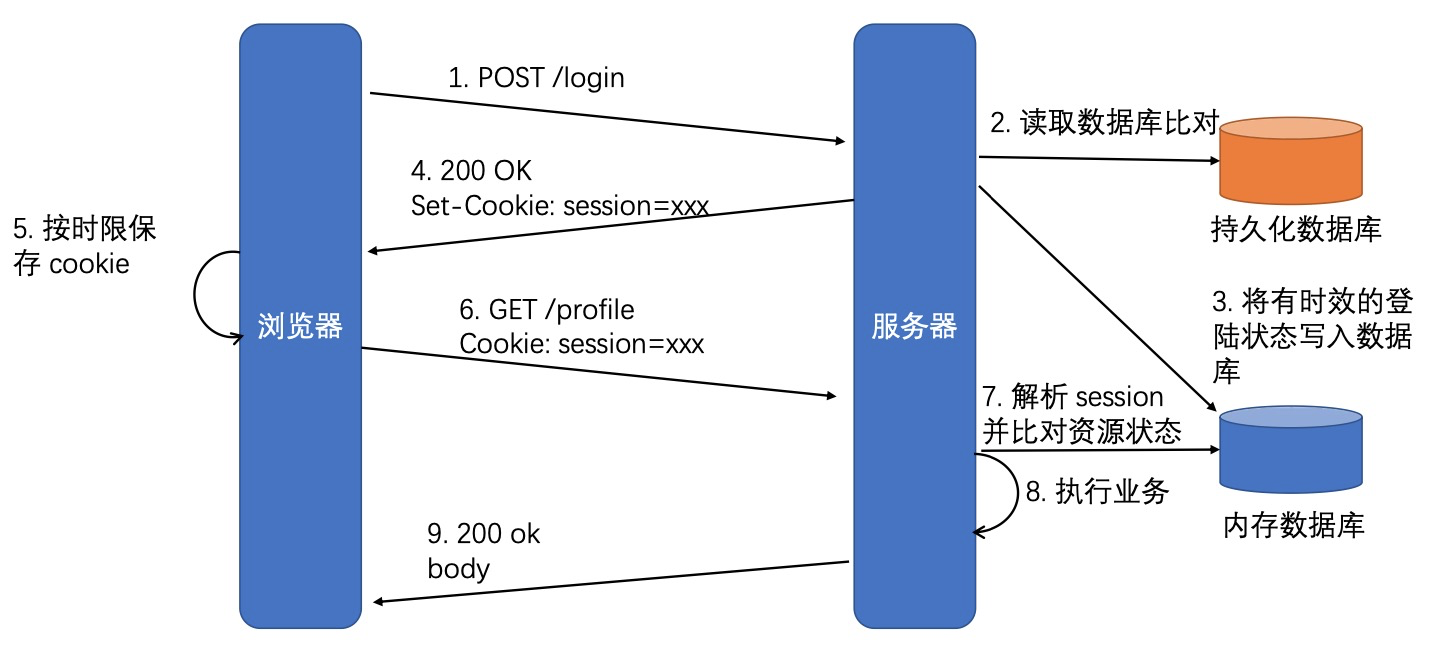 1. POST /login
2. 读取数据库比对
持久化数据库
3. 将有时效的登
陆状态写入数据
库
4. 200 OK
Set-Cookie: session=xxx
5. 按时限保
存 cookie
浏览器
服务器
6. GET /profile
Cookie: session=xxx
7. 解析 session
并比对资源状态
8. 执行业务
内存数据库
9. 200 ok
body